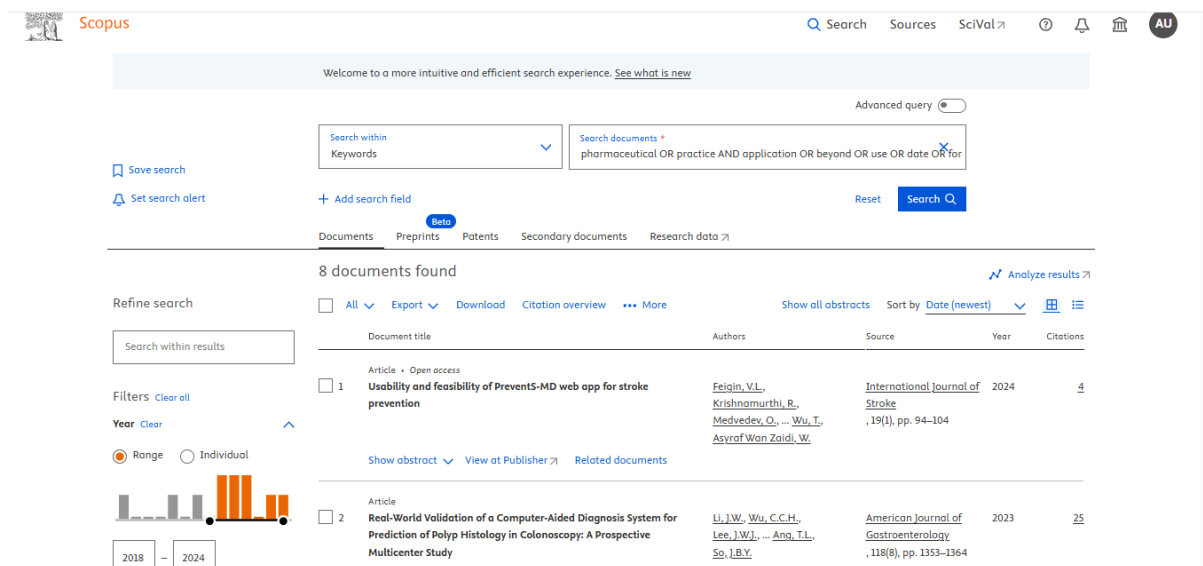 Scopus
Search Sources SciVal AU
Welcome to a more intuitive and efficient search experience. See what is new
Advanced query
Search within
Keywords
Search documents *
pharmaceutical OR practice AND application OR beyond OR use OR date OR for
Save search
Set search alert
+ Add search field
Reset Search
Beta
Documents Preprints Patents Secondary documents Research data
8 documents found
Analyze results
Refine search
All Export Download Citation overview ••• More Show all abstracts Sort by Date (newest)
Search within results
Document title Authors Source Year Citations
Filters Clear all
Year Clear
Range Individual
2018 – 2024
Article • Open access
1 Usability and feasibility of PreventS-MD web app for stroke
prevention
Feigin, V.L.,
Krishnamurthi, R.,
Medvedev, O., ... Wu, T.,
Asyraf Wan Zaidi, W.
International Journal of
Stroke
, 19(1), pp. 94–104
2024
4
Show abstract View at Publisher Related documents
Article
2 Real-World Validation of a Computer-Aided Diagnosis System for
Prediction of Polyp Histology in Colonoscopy: A Prospective
Multicenter Study
Li, J.W., Wu, C.C.H.,
Lee, J.W.J., ... Ang, T.L.,
So, J.B.Y.
American Journal of
Gastroenterology
, 118(8), pp. 1353–1364
2023
25